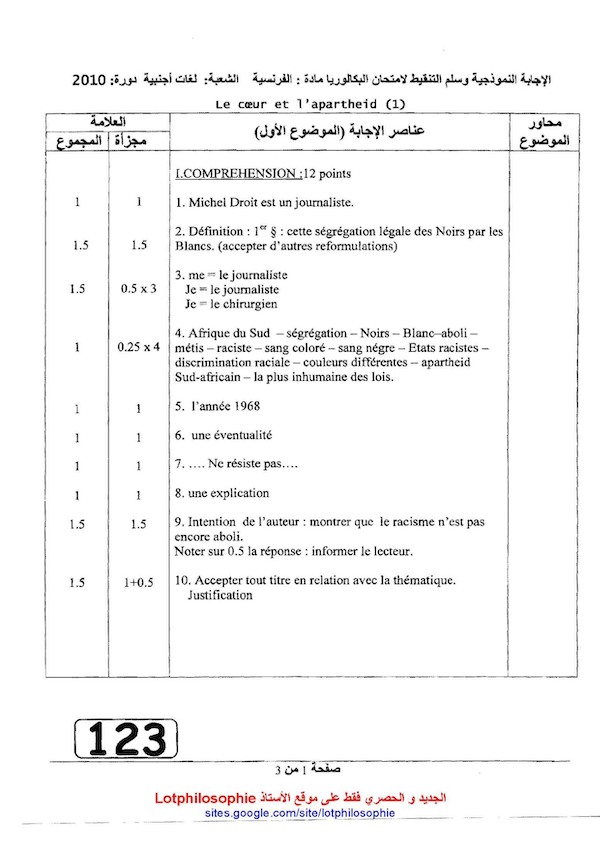 الإجابة النموذجية وسلم التنقيط لامتحان البكالوريا مادة : الفرنسية الشعبة: لغات أجنبية دورة: 2010
Le cœur et l'apartheid (1)
العلامة
عناصر الإجابة (الموضوع الأول)
محاور الموضوع
المجموع
مجزأة
I.COMPREHENSION :12 points
1 1 1. Michel Droit est un journaliste.
2. Définition : 1er § : cette ségrégation légale des Noirs par les
1.5 1.5 Blancs. (accepter d'autres reformulations)
3. me = le journaliste
1.5 0.5 x 3 Je = le journaliste
Je = le chirurgien
4. Afrique du Sud – ségrégation – Noirs – Blanc–aboli –
1 0.25 x 4 métis – raciste – sang coloré – sang négre – Etats racistes –
discrimination raciale – couleurs différentes – apartheid
Sud-africain – la plus inhumaine des lois.
1 1 5. l'année 1968
1 1 6. une éventualité
1 1 7. .... Ne résiste pas....
1 1 8. une explication
1.5 1.5 9. Intention de l'auteur : montrer que le racisme n'est pas
encore aboli.
Noter sur 0.5 la réponse : informer le lecteur.
1.5 1+0.5 10. Accepter tout titre en relation avec la thématique.
Justification
123
صفحة 1 من 3
الجديد و الحصري فقط على موقع الأستاذ Lotphilosophie
sites.google.com/site/lotphilosophie